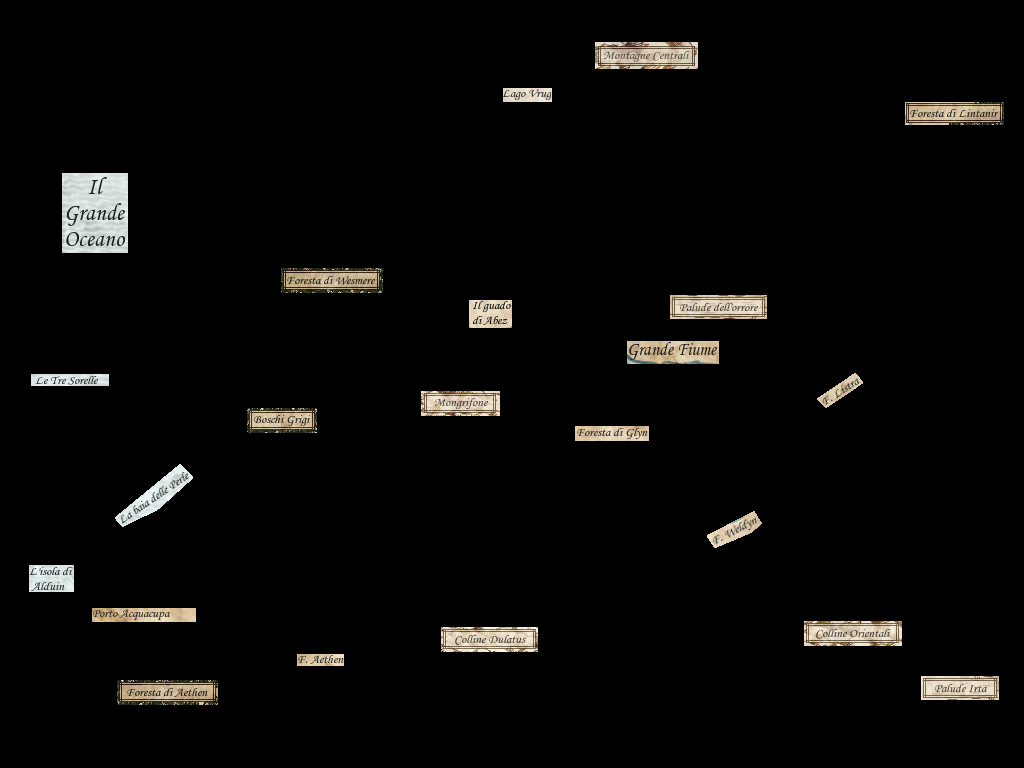 Montagne Centrali
Lago Vrug
Foresta di Lintanir
Il
Grande
Oceano
Foresta di Wesmere
Il guado
di Abez
Palude dell'orrore
Grande Fiume
Le Tre Sorelle
F. Listra
Mongrifone
Boschi Grigi
Foresta di Glyn
La baia delle Perle
F. Weldyn
L'isola di
Alduin
Porto Acquacupa
Colline Dulatus
Colline Orientali
F. Aethen
Foresta di Aethen
Palude Irta